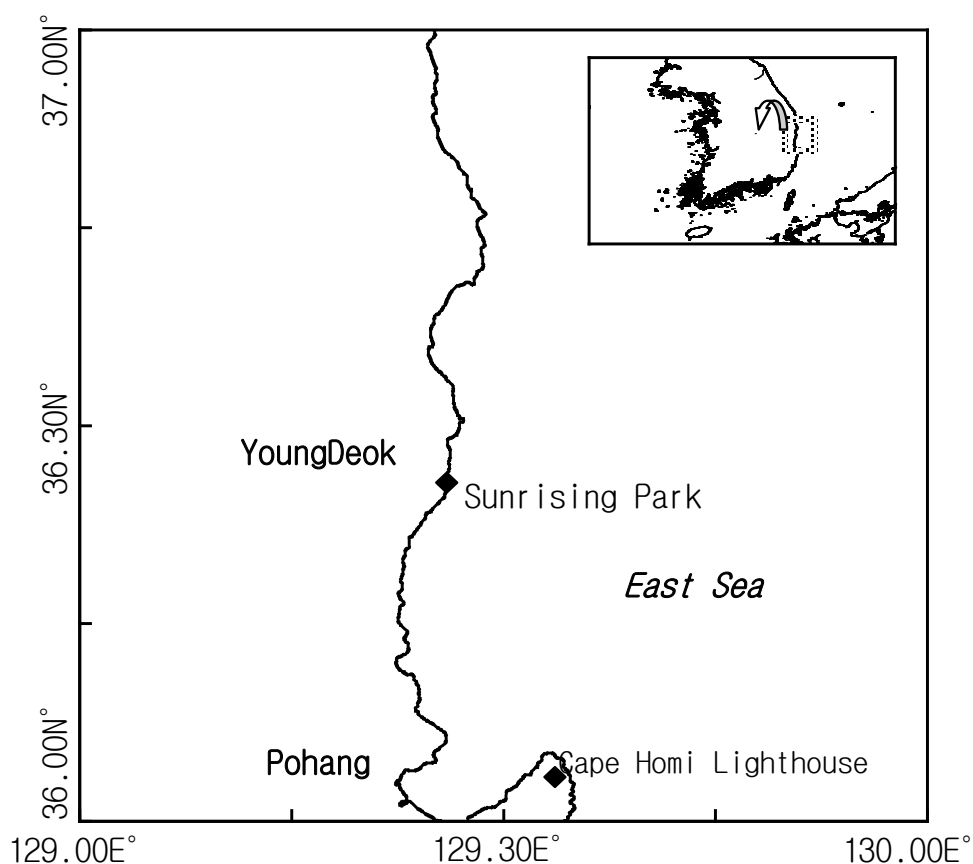 37.00N°
36.30N°
YoungDeok
Sunrising Park
East Sea
Pohang
Cape Homi Lighthouse
36.00N°
129.00E°
129.30E°
130.00E°